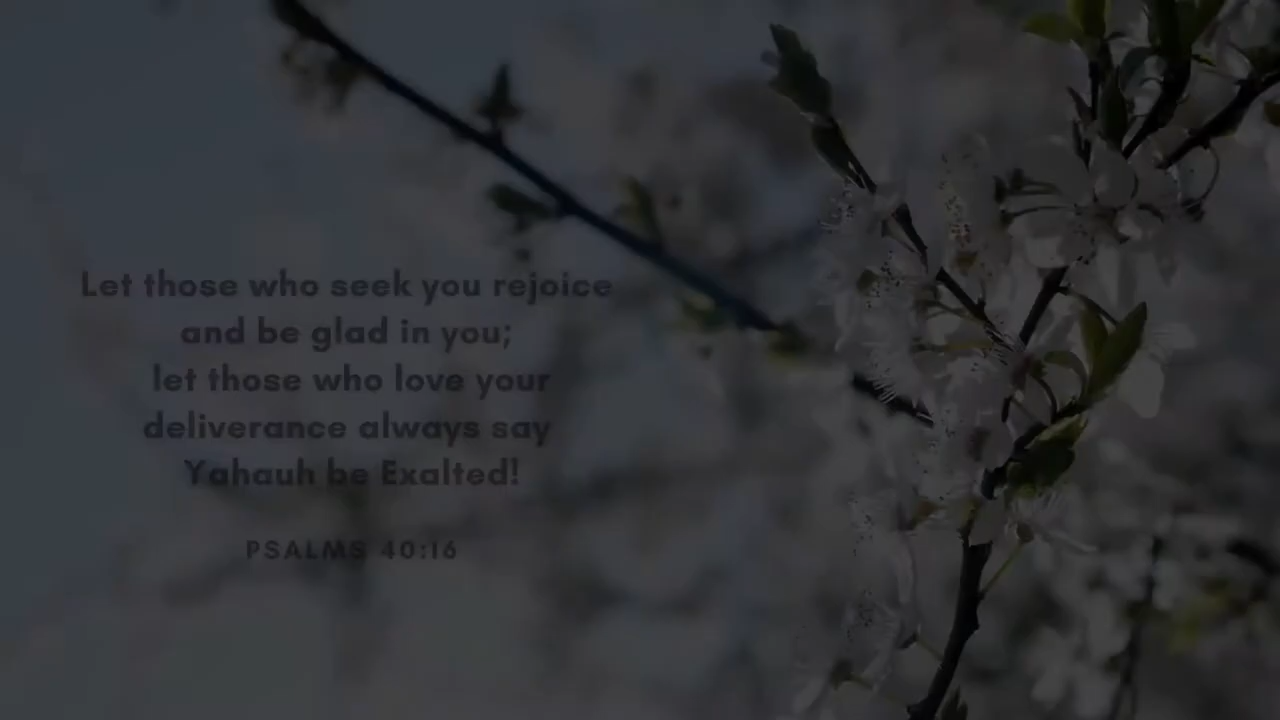 Let those who seek you rejoice
and be glad in you;
let those who love your
deliverance always say
Yahauh be Exalted!
PSALMS 40:16